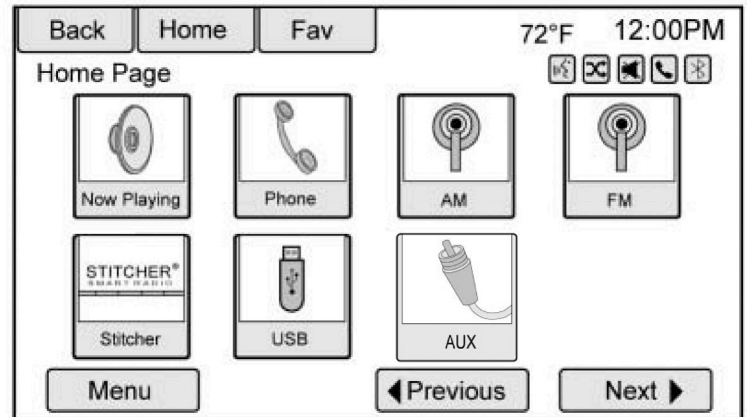 Back Home Fav 72°F 12:00PM
Home Page
Now Playing Phone AM FM
STITCHER®
SMART RADIO
Stitcher USB AUX
Menu Previous Next